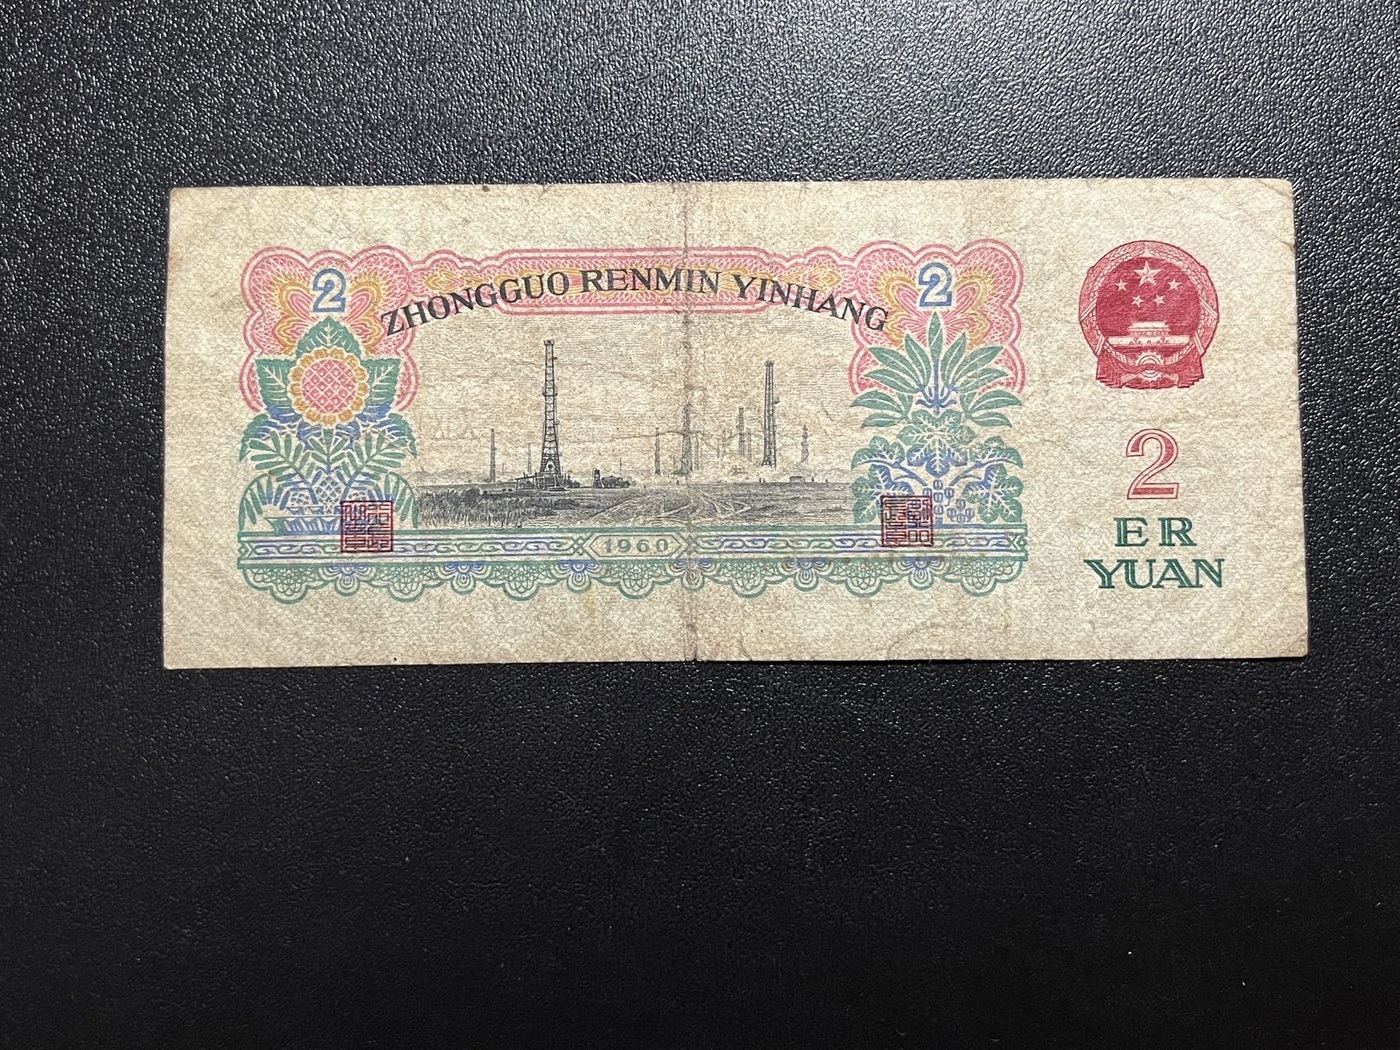 2
2
ZHONGGUO RENMIN YINHANG
1960
2
ER
YUAN